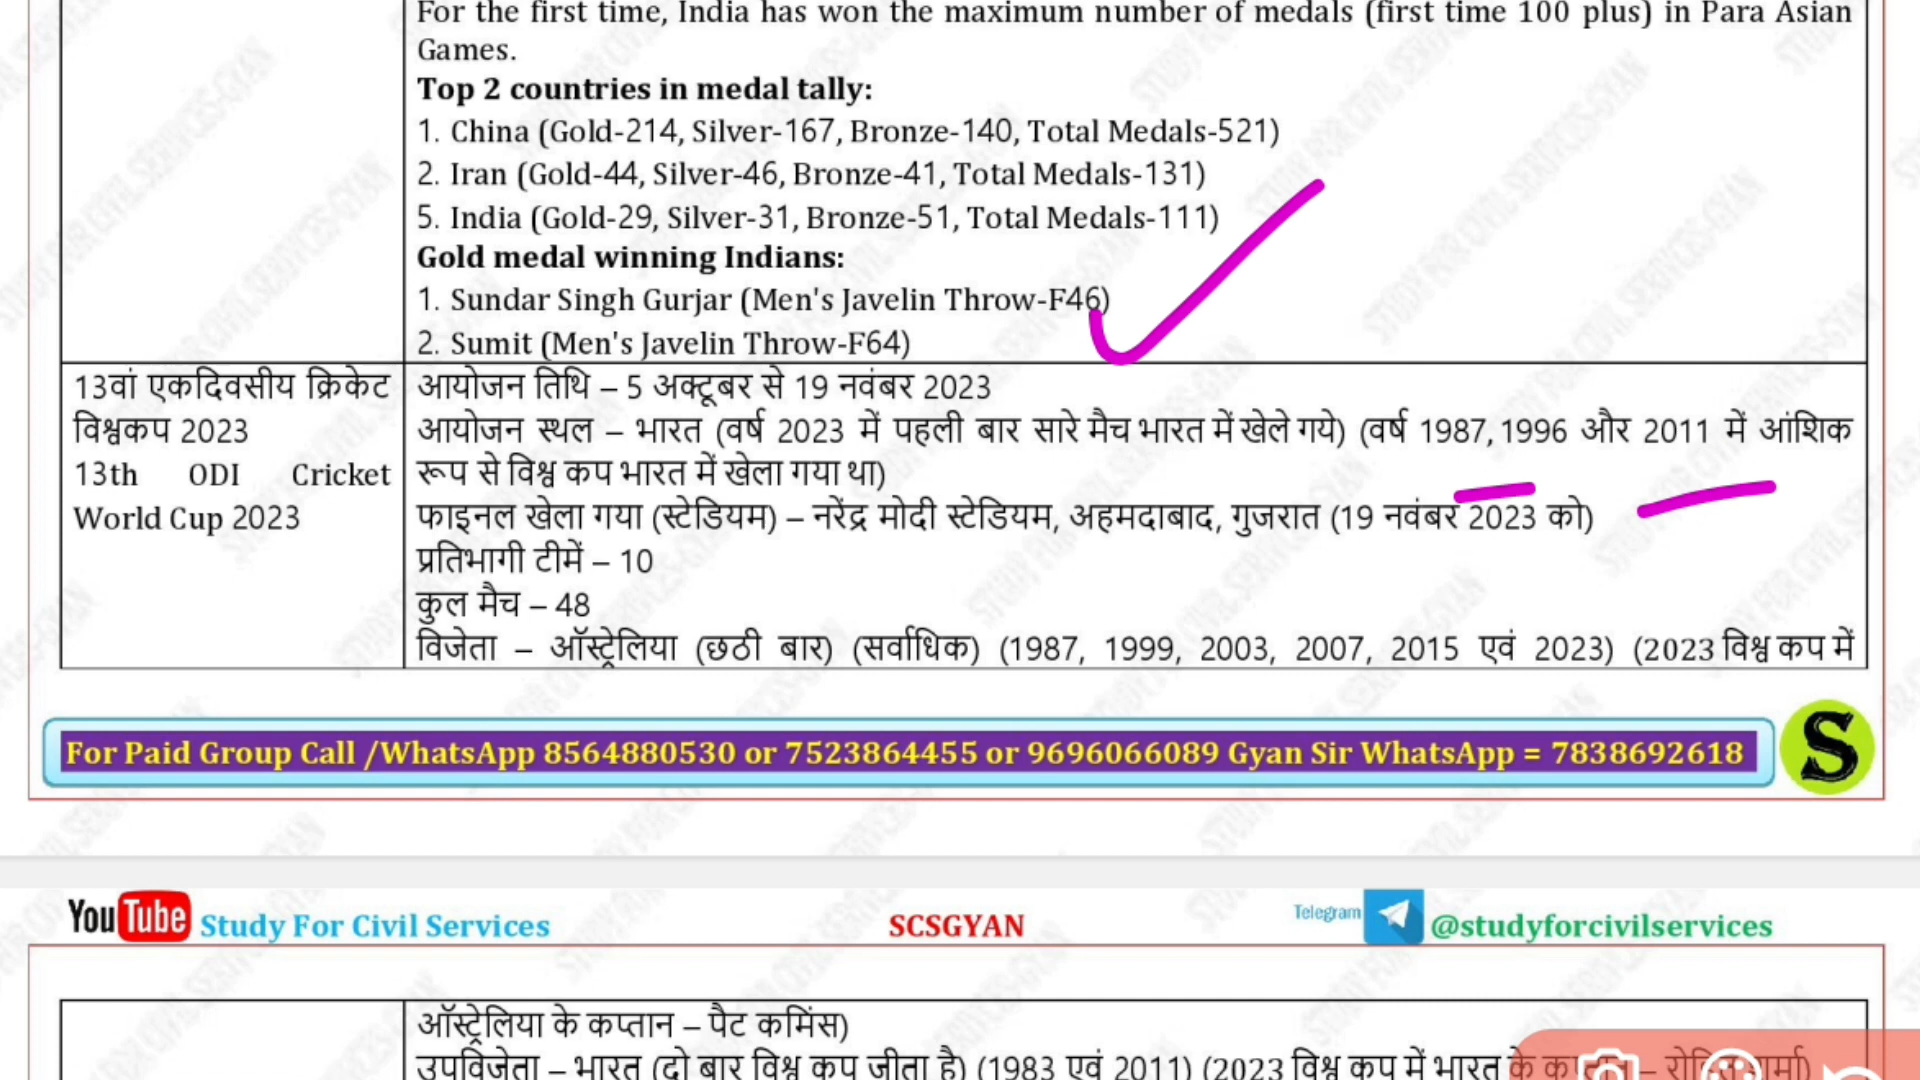 For the first time, India has won the maximum number of medals (first time 100 plus) in Para Asian
Games.
Top 2 countries in medal tally:
1. China (Gold-214, Silver-167, Bronze-140, Total Medals-521)
2. Iran (Gold-44, Silver-46, Bronze-41, Total Medals-131)
5. India (Gold-29, Silver-31, Bronze-51, Total Medals-111)
Gold medal winning Indians:
1. Sundar Singh Gurjar (Men's Javelin Throw-F46)
2. Sumit (Men's Javelin Throw-F64)
13वां एकदिवसीय क्रिकेट
विश्वकप 2023
13th ODI Cricket
World Cup 2023
आयोजन तिथि – 5 अक्टूबर से 19 नवंबर 2023
आयोजन स्थल – भारत (वर्ष 2023 में पहली बार सारे मैच भारत में खेले गये) (वर्ष 1987, 1996 और 2011 में आंशिक
रूप से विश्व कप भारत में खेला गया था)
फाइनल खेला गया (स्टेडियम) – नरेंद्र मोदी स्टेडियम, अहमदाबाद, गुजरात (19 नवंबर 2023 को)
प्रतिभागी टीमें – 10
कुल मैच – 48
विजेता – ऑस्ट्रेलिया (छठी बार) (सर्वाधिक) (1987, 1999, 2003, 2007, 2015 एवं 2023) (2023 विश्व कप में
For Paid Group Call /WhatsApp 8564880530 or 7523864455 or 9696066089 Gyan Sir WhatsApp = 7838692618
S
YouTube Study For Civil Services
SCSGYAN
Telegram @studyforcivilservices
ऑस्ट्रेलिया के कप्तान – पैट कमिंस)
उपविजेता – भारत (दो बार विश्व कप जीता है) (1983 एवं 2011) (2023 विश्व कप में भारत के